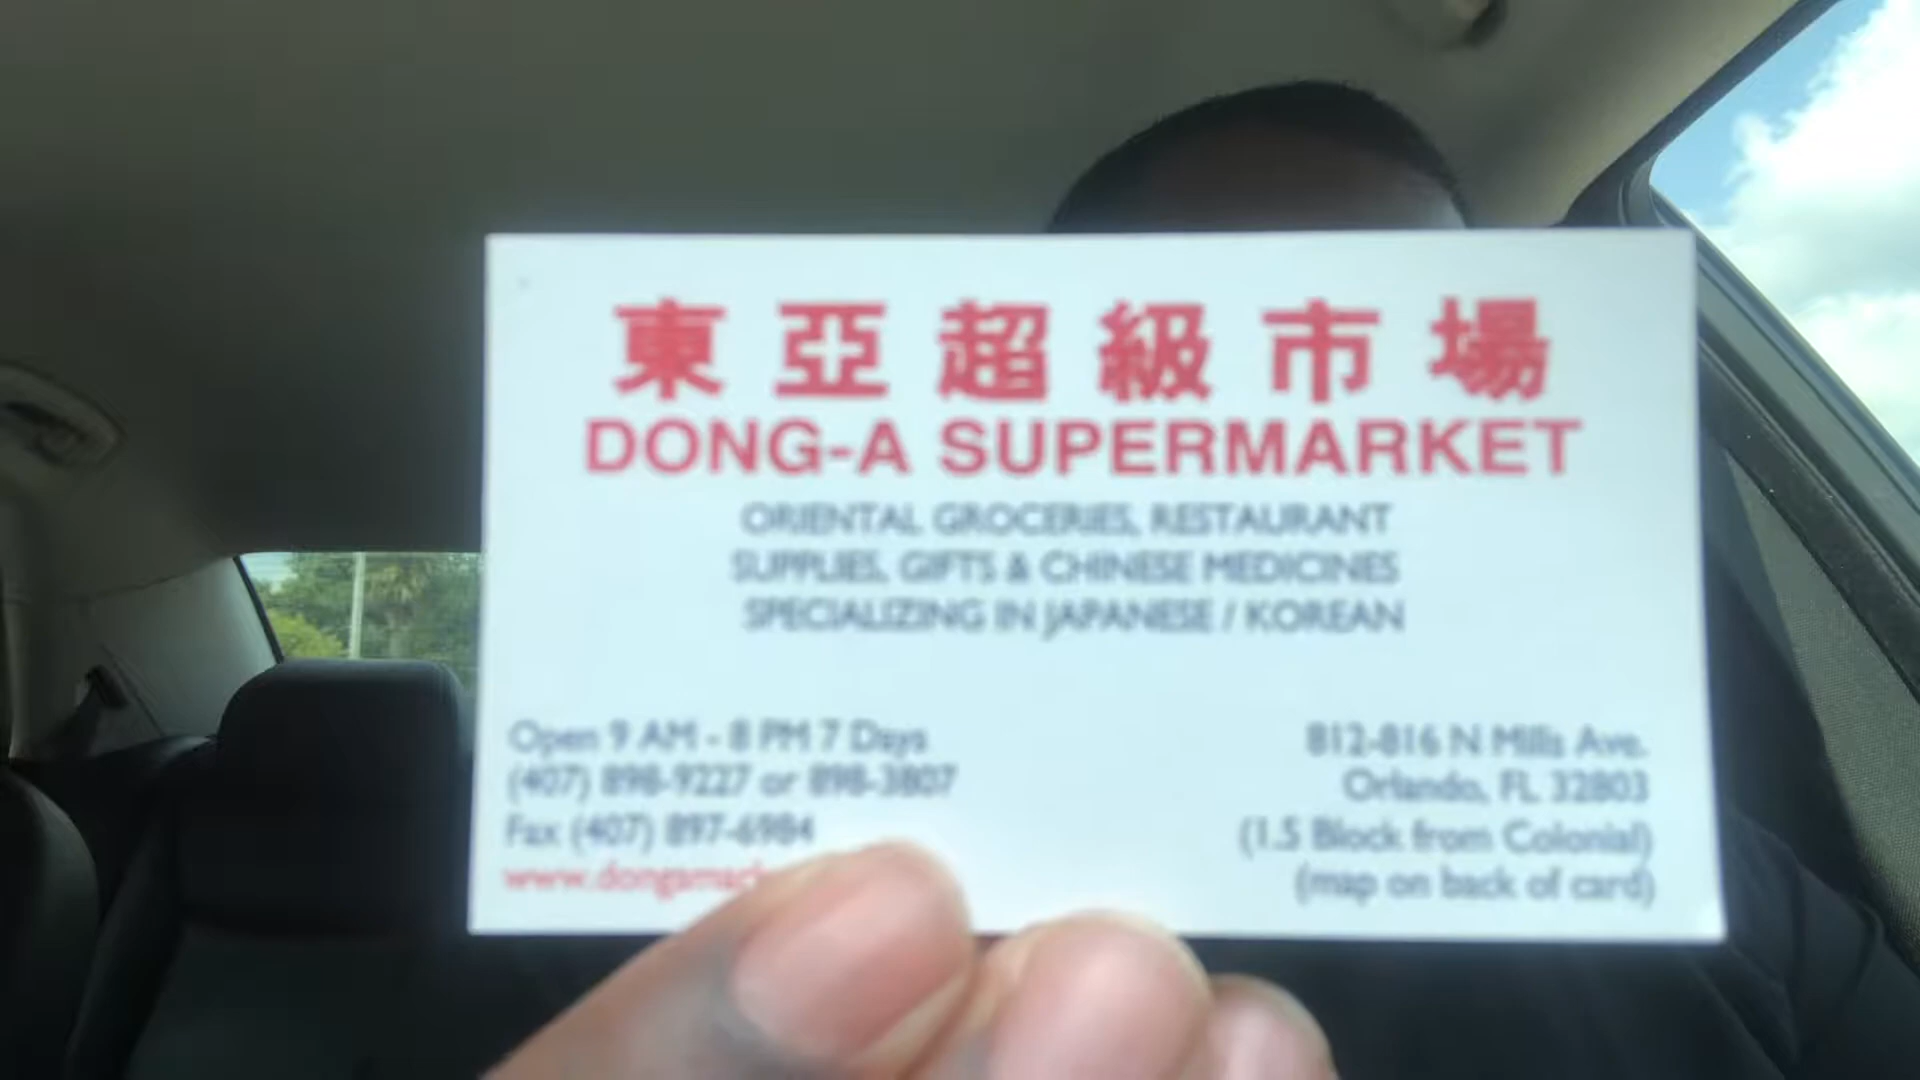 東亞超級市場
DONG-A SUPERMARKET
ORIENTAL GROCERIES, RESTAURANT
SUPPLIES, GIFTS & CHINESE MEDICINES
SPECIALIZING IN JAPANESE / KOREAN
Open 9 AM - 8 PM 7 Days
(407) 898-9227 or 898-3807
Fax (407) 897-6984
812-816 N Mills Ave.
Orlando, FL 32803
(1.5 Block from Colonial)
(map on back of card)